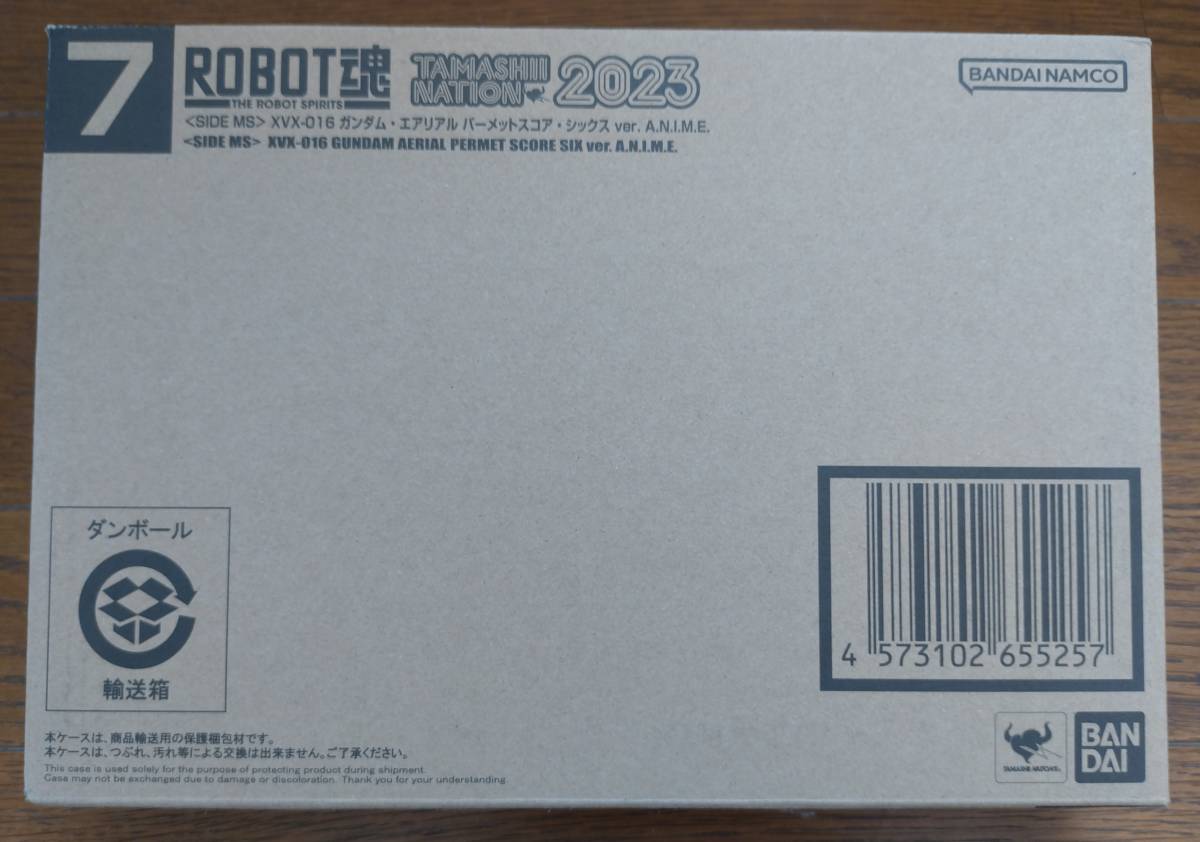 7
ROBOT魂
THE ROBOT SPIRITS
TAMASHII NATION 2023
BANDAI NAMCO
<SIDE MS> XVX-016 ガンダム・エアリアル パーメットスコア・シックス ver. A.N.I.M.E.
<SIDE MS> XVX-016 GUNDAM AERIAL PERMET SCORE SIX ver. A.N.I.M.E.
ダンボール
輸送箱
4 573102 655257
本ケースは、商品輸送用の保護梱包材です。
本ケースは、つぶれ、汚れ等による交換は出来ません。ご了承ください。
This case is used solely for the purpose of protecting product during shipment.
Case may not be exchanged due to damage or discoloration. Thank you for your understanding.
TAMASHII NATIONS
BAN
DAI